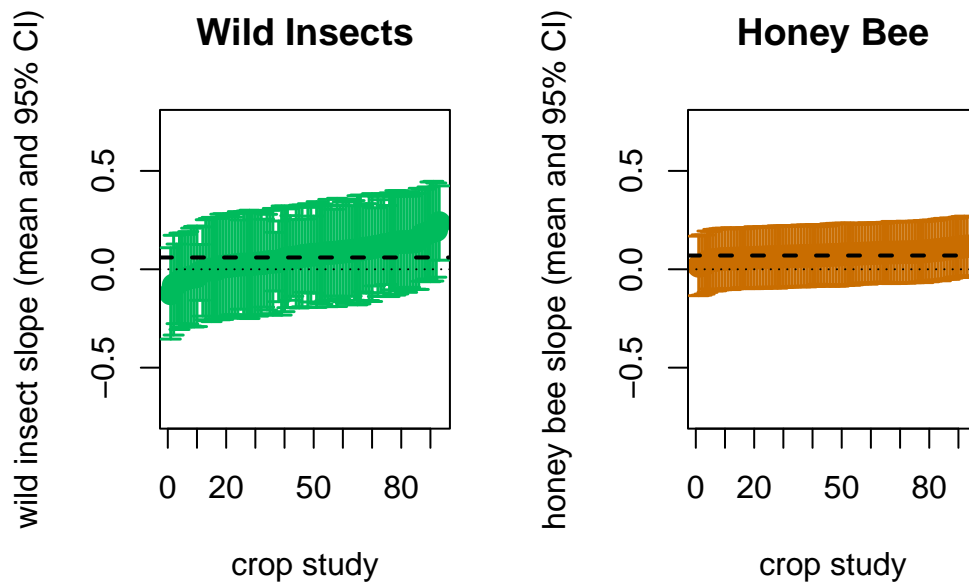 Wild Insects
wild insect slope (mean and 95% CI)
0.5
0.0
−0.5
0 20 50 80
crop study
Honey Bee
honey bee slope (mean and 95% CI)
0.5
0.0
−0.5
0 20 50 80
crop study